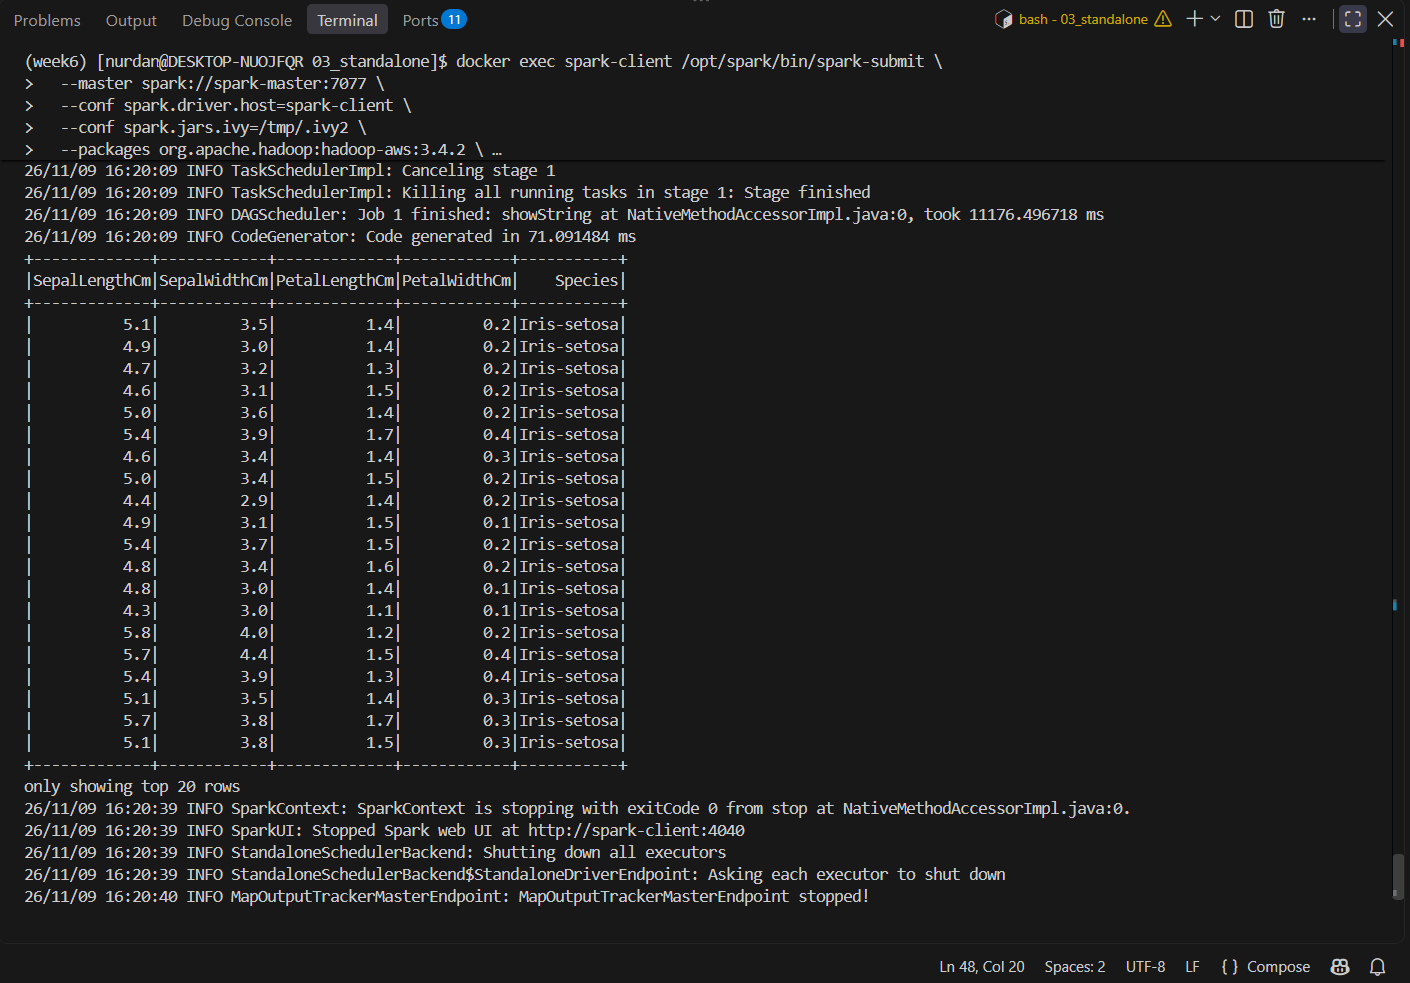 Problems Output Debug Console Terminal Ports 11 bash - 03_standalone
(week6) [nurdan@DESKTOP-NUOJFQR 03_standalone]$ docker exec spark-client /opt/spark/bin/spark-submit \
>   --master spark://spark-master:7077 \
>   --conf spark.driver.host=spark-client \
>   --conf spark.jars.ivy=/tmp/.ivy2 \
>   --packages org.apache.hadoop:hadoop-aws:3.4.2 \ …
26/11/09 16:20:09 INFO TaskSchedulerImpl: Canceling stage 1
26/11/09 16:20:09 INFO TaskSchedulerImpl: Killing all running tasks in stage 1: Stage finished
26/11/09 16:20:09 INFO DAGScheduler: Job 1 finished: showString at NativeMethodAccessorImpl.java:0, took 11176.496718 ms
26/11/09 16:20:09 INFO CodeGenerator: Code generated in 71.091484 ms
+-------------+------------+-------------+------------+-----------+
|SepalLengthCm|SepalWidthCm|PetalLengthCm|PetalWidthCm|    Species|
+-------------+------------+-------------+------------+-----------+
|          5.1|         3.5|          1.4|         0.2|Iris-setosa|
|          4.9|         3.0|          1.4|         0.2|Iris-setosa|
|          4.7|         3.2|          1.3|         0.2|Iris-setosa|
|          4.6|         3.1|          1.5|         0.2|Iris-setosa|
|          5.0|         3.6|          1.4|         0.2|Iris-setosa|
|          5.4|         3.9|          1.7|         0.4|Iris-setosa|
|          4.6|         3.4|          1.4|         0.3|Iris-setosa|
|          5.0|         3.4|          1.5|         0.2|Iris-setosa|
|          4.4|         2.9|          1.4|         0.2|Iris-setosa|
|          4.9|         3.1|          1.5|         0.1|Iris-setosa|
|          5.4|         3.7|          1.5|         0.2|Iris-setosa|
|          4.8|         3.4|          1.6|         0.2|Iris-setosa|
|          4.8|         3.0|          1.4|         0.1|Iris-setosa|
|          4.3|         3.0|          1.1|         0.1|Iris-setosa|
|          5.8|         4.0|          1.2|         0.2|Iris-setosa|
|          5.7|         4.4|          1.5|         0.4|Iris-setosa|
|          5.4|         3.9|          1.3|         0.4|Iris-setosa|
|          5.1|         3.5|          1.4|         0.3|Iris-setosa|
|          5.7|         3.8|          1.7|         0.3|Iris-setosa|
|          5.1|         3.8|          1.5|         0.3|Iris-setosa|
+-------------+------------+-------------+------------+-----------+
only showing top 20 rows
26/11/09 16:20:39 INFO SparkContext: SparkContext is stopping with exitCode 0 from stop at NativeMethodAccessorImpl.java:0.
26/11/09 16:20:39 INFO SparkUI: Stopped Spark web UI at http://spark-client:4040
26/11/09 16:20:39 INFO StandaloneSchedulerBackend: Shutting down all executors
26/11/09 16:20:39 INFO StandaloneSchedulerBackend$StandaloneDriverEndpoint: Asking each executor to shut down
26/11/09 16:20:40 INFO MapOutputTrackerMasterEndpoint: MapOutputTrackerMasterEndpoint stopped!
Ln 48, Col 20 Spaces: 2 UTF-8 LF { } Compose